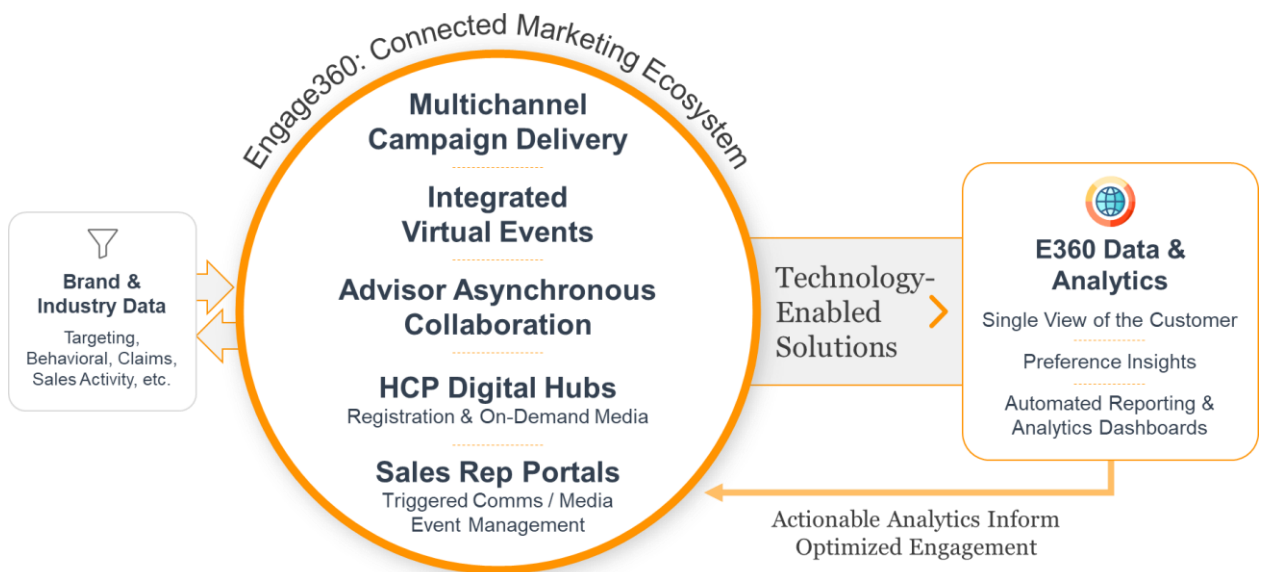 Engage360: Connected Marketing Ecosystem
Brand &
Industry Data
Targeting,
Behavioral, Claims,
Sales Activity, etc.
Multichannel
Campaign Delivery
Integrated
Virtual Events
Advisor Asynchronous
Collaboration
HCP Digital Hubs
Registration & On-Demand Media
Sales Rep Portals
Triggered Comms / Media
Event Management
Technology-
Enabled
Solutions
E360 Data &
Analytics
Single View of the Customer
Preference Insights
Automated Reporting &
Analytics Dashboards
Actionable Analytics Inform
Optimized Engagement